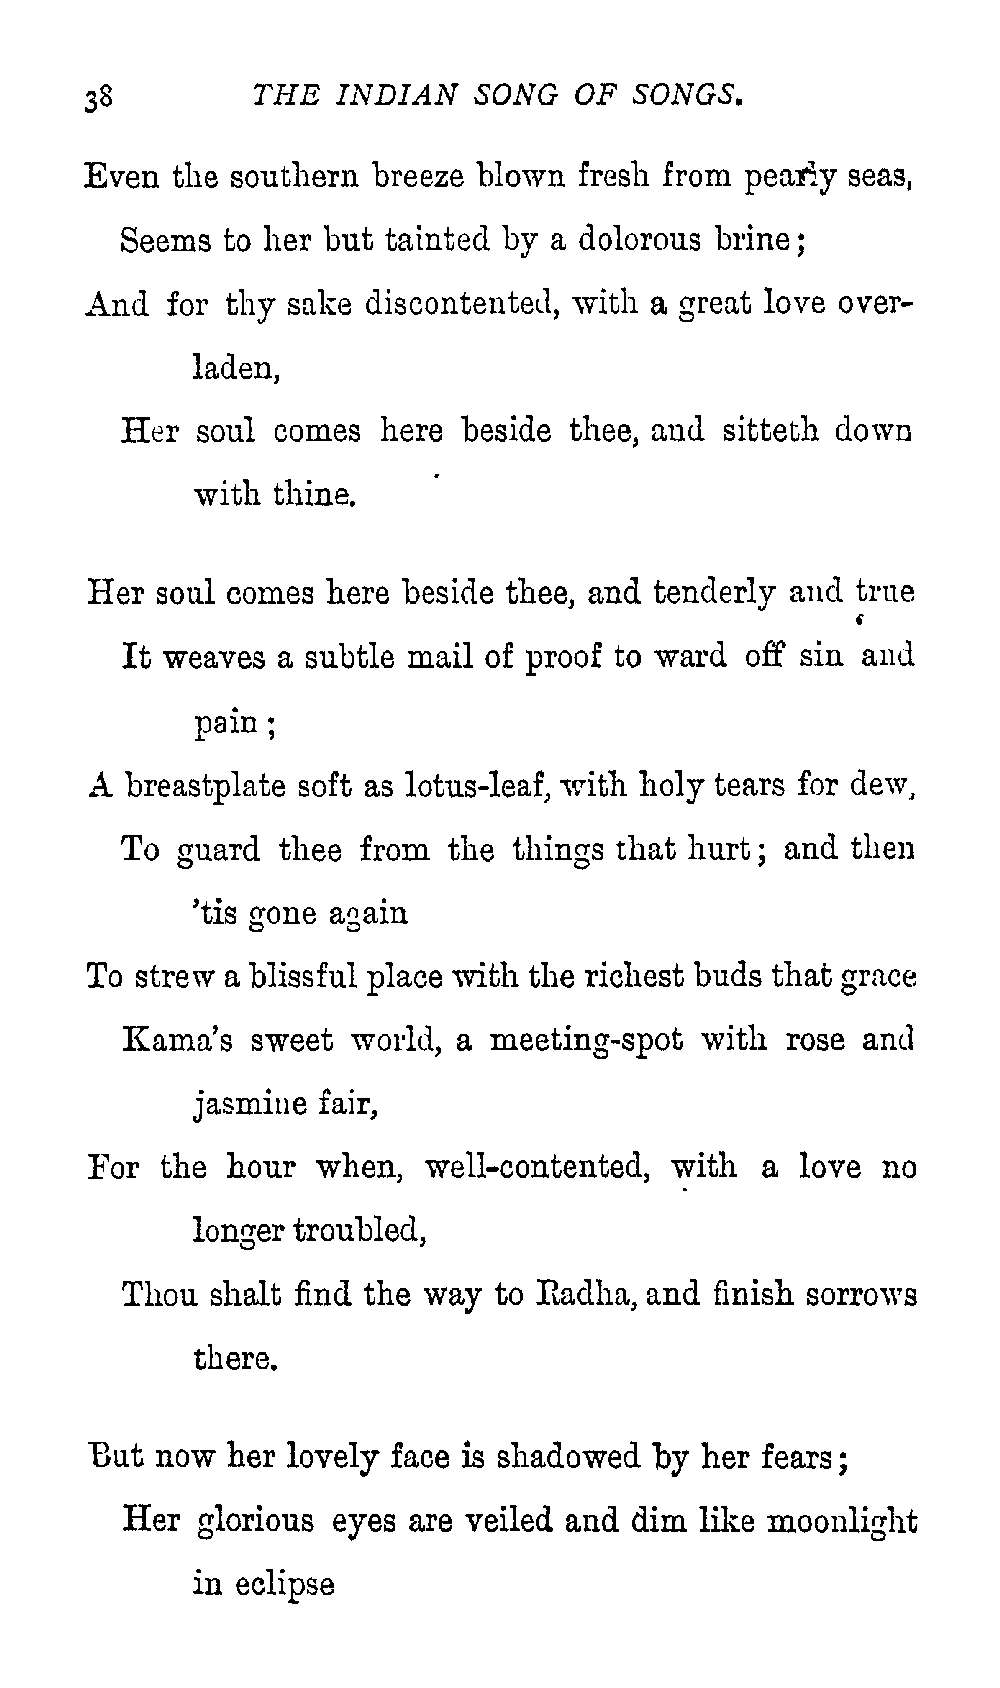 38 THE INDIAN SONG OF SONGS.
Even the southern breeze blown fresh from pearly seas,
Seems to her but tainted by a dolorous brine;
And for thy sake discontented, with a great love over-
laden,
Her soul comes here beside thee, and sitteth down
with thine.
Her soul comes here beside thee, and tenderly and true
It weaves a subtle mail of proof to ward off sin and
pain;
A breastplate soft as lotus-leaf, with holy tears for dew,
To guard thee from the things that hurt; and then
'tis gone again
To strew a blissful place with the richest buds that grace
Kama's sweet world, a meeting-spot with rose and
jasmine fair,
For the hour when, well-contented, with a love no
longer troubled,
Thou shalt find the way to Radha, and finish sorrows
there.
But now her lovely face is shadowed by her fears;
Her glorious eyes are veiled and dim like moonlight
in eclipse